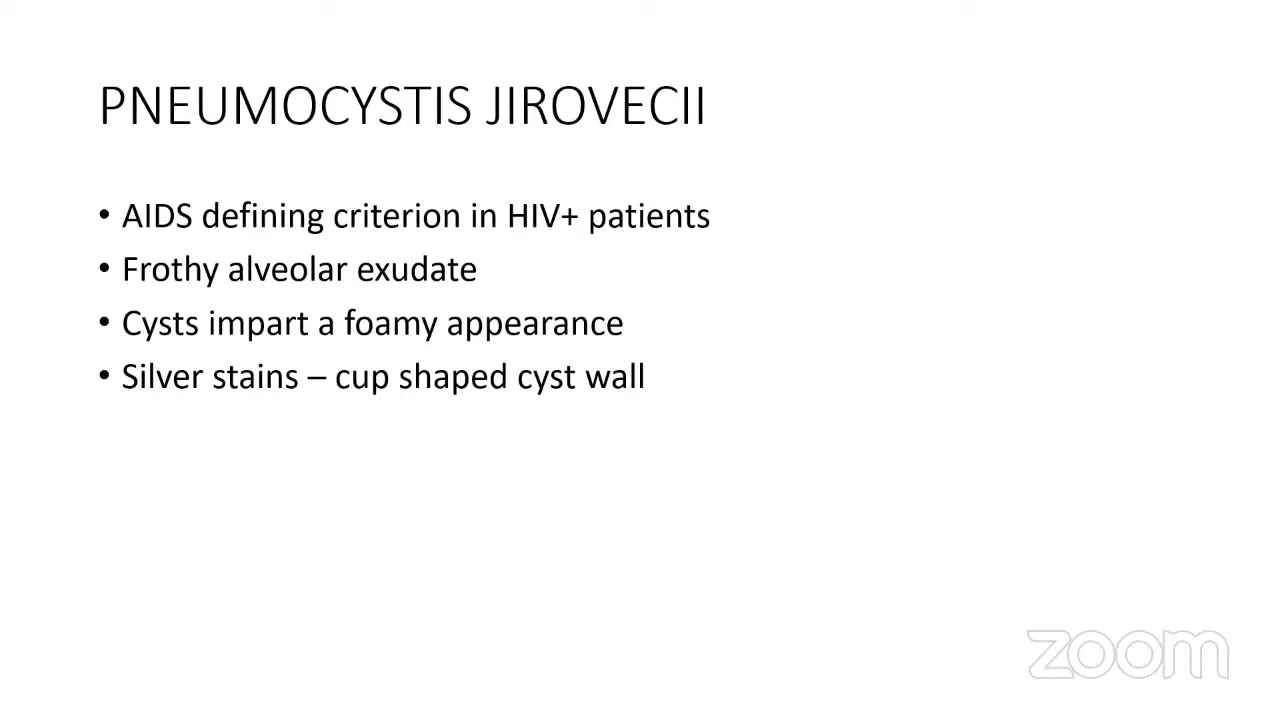 PNEUMOCYSTIS JIROVECII
• AIDS defining criterion in HIV+ patients
• Frothy alveolar exudate
• Cysts impart a foamy appearance
• Silver stains – cup shaped cyst wall
zoom